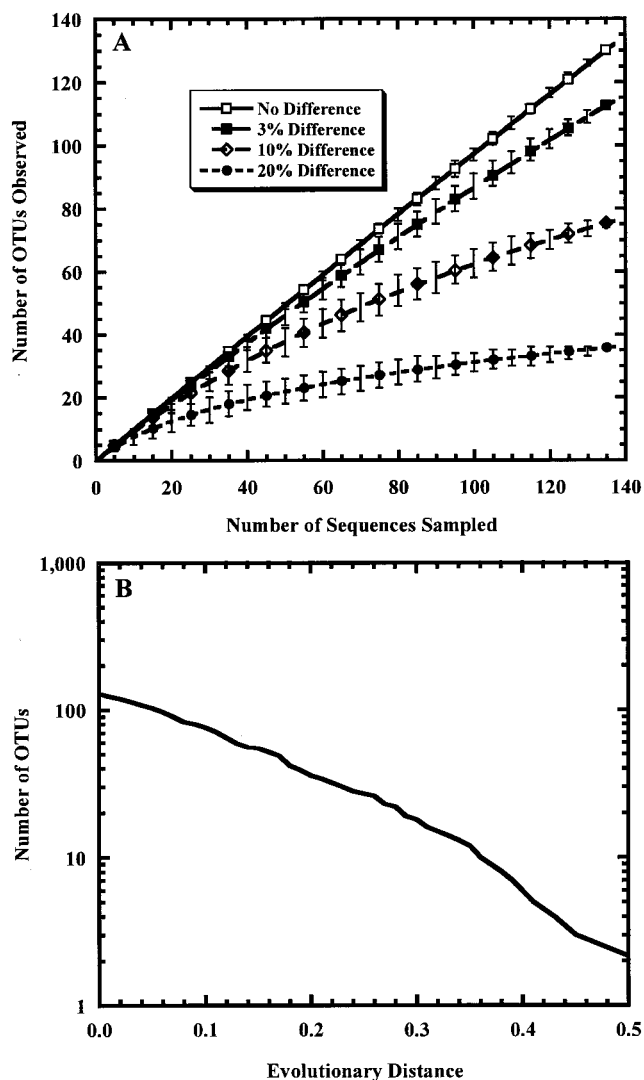 A
140
120
100
80
60
40
20
0
Number of OTUs Observed
No Difference
3% Difference
10% Difference
20% Difference
0 20 40 60 80 100 120 140
Number of Sequences Sampled
B
1,000
100
10
1
Number of OTUs
0.0 0.1 0.2 0.3 0.4 0.5
Evolutionary Distance